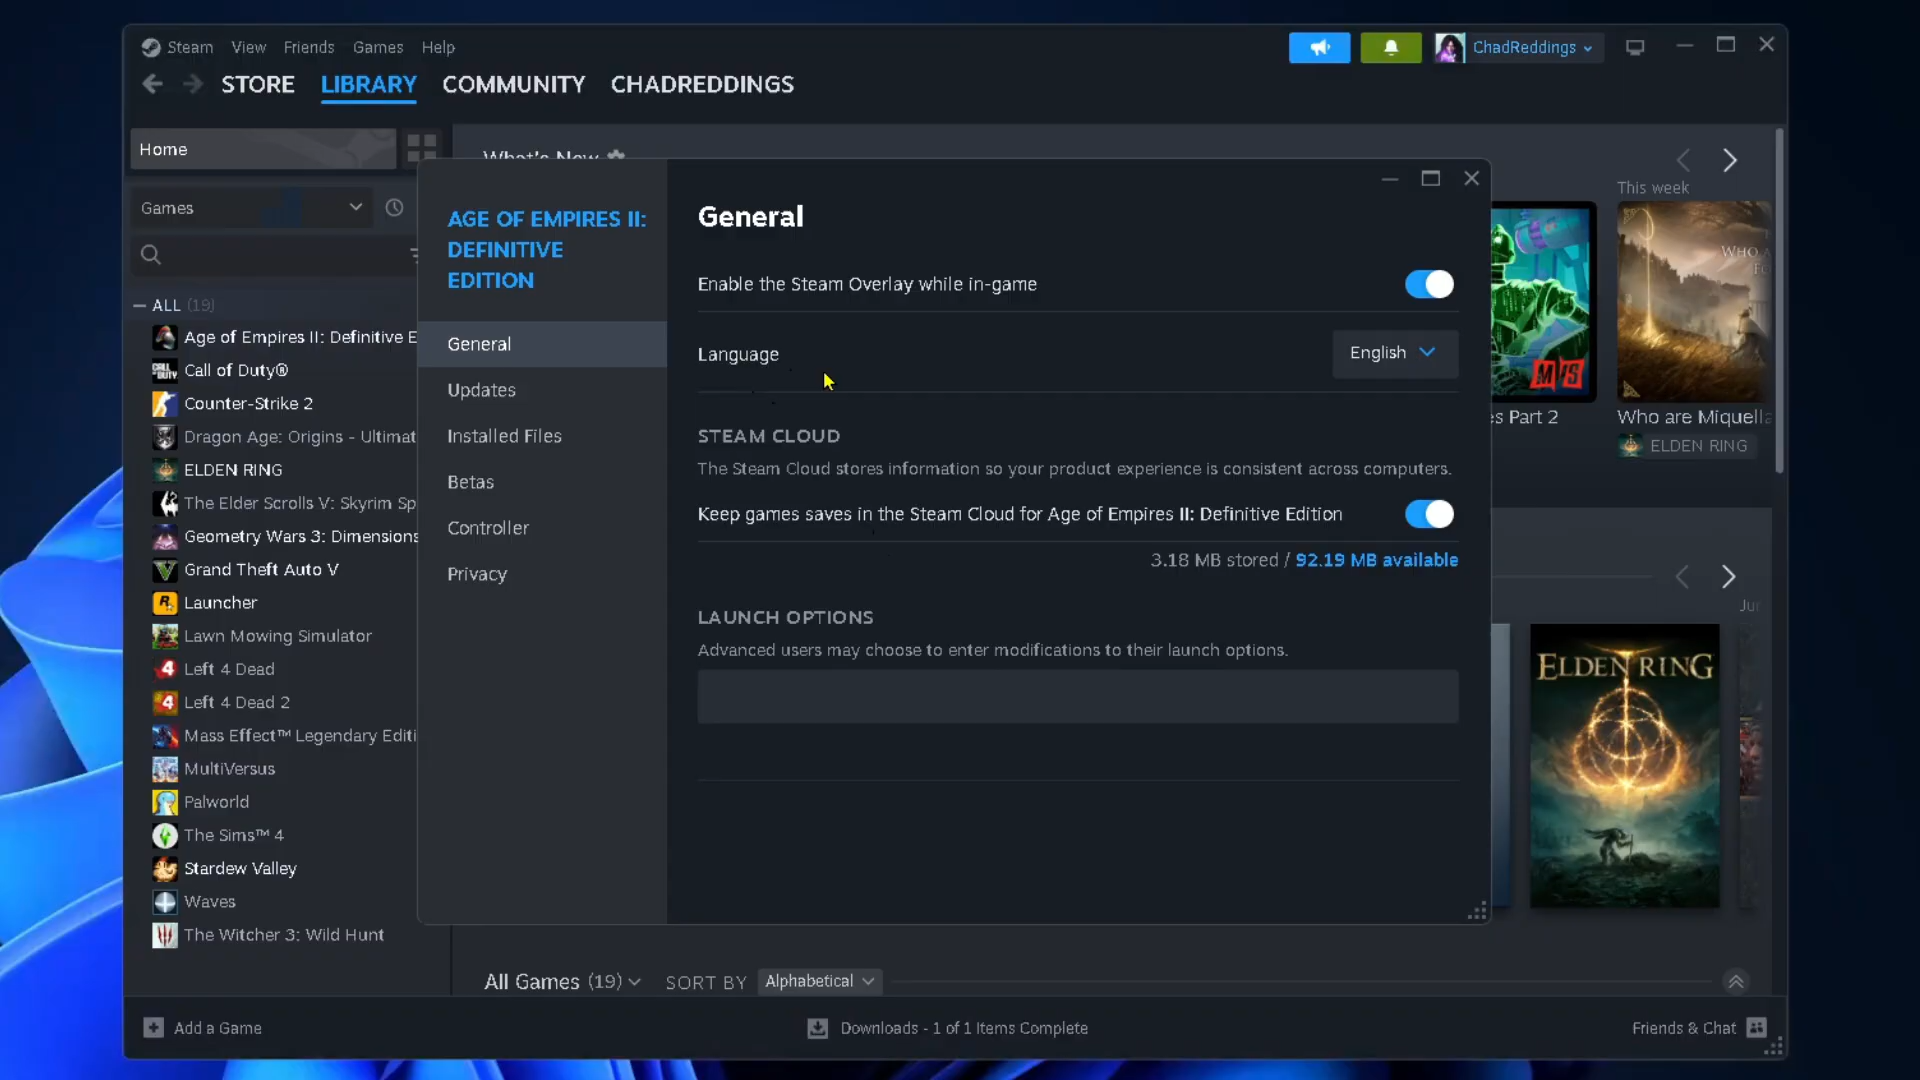 Steam View Friends Games Help
ChadReddings
STORE LIBRARY COMMUNITY CHADREDDINGS
Home
What's New
This week
Games
ALL (19)
Age of Empires II: Definitive E
Call of Duty®
Counter-Strike 2
Dragon Age: Origins - Ultimat
ELDEN RING
The Elder Scrolls V: Skyrim Sp
Geometry Wars 3: Dimensions
Grand Theft Auto V
Launcher
Lawn Mowing Simulator
Left 4 Dead
Left 4 Dead 2
Mass Effect™ Legendary Editi
MultiVersus
Palworld
The Sims™ 4
Stardew Valley
Waves
The Witcher 3: Wild Hunt
AGE OF EMPIRES II:
DEFINITIVE
EDITION
General
Updates
Installed Files
Betas
Controller
Privacy
General
Enable the Steam Overlay while in-game
Language English
STEAM CLOUD
The Steam Cloud stores information so your product experience is consistent across computers.
Keep games saves in the Steam Cloud for Age of Empires II: Definitive Edition
3.18 MB stored / 92.19 MB available
LAUNCH OPTIONS
Advanced users may choose to enter modifications to their launch options.
WHO A
MVS
es Part 2
Who are Miquella
ELDEN RING
Ju
ELDEN RING
All Games (19) SORT BY Alphabetical
Add a Game
Downloads - 1 of 1 Items Complete
Friends & Chat